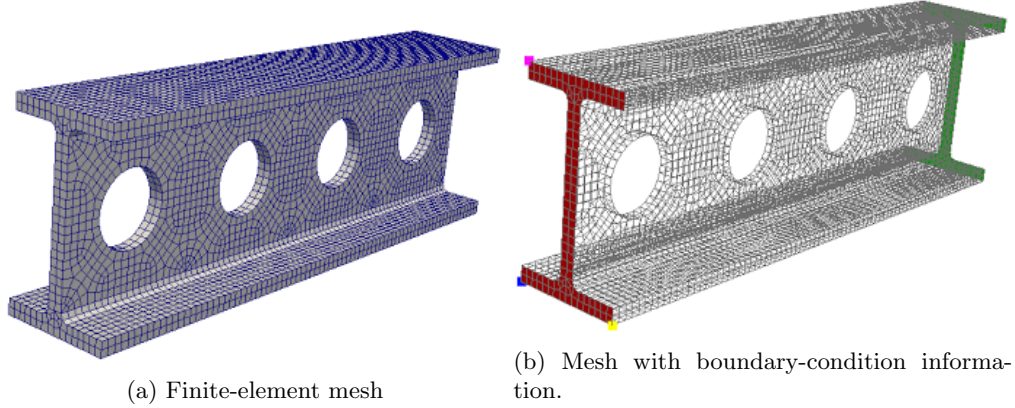 (a) Finite-element mesh
(b) Mesh with boundary-condition informa-
tion.